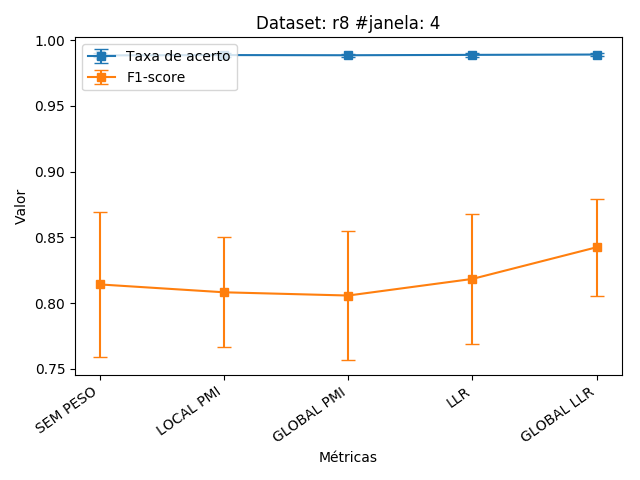 Dataset: r8 #janela: 4
Taxa de acerto
F1-score
1.00
0.95
0.90
0.85
0.80
0.75
Valor
SEM PESO
LOCAL PMI
GLOBAL PMI
LLR
GLOBAL LLR
Métricas